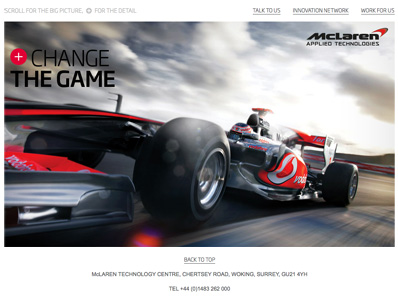 SCROLL FOR THE BIG PICTURE, FOR THE DETAIL
TALK TO US
INNOVATION NETWORK
WORK FOR US
McLaren
APPLIED TECHNOLOGIES
CHANGE
THE GAME
BACK TO TOP
McLAREN TECHNOLOGY CENTRE, CHERTSEY ROAD, WOKING, SURREY, GU21 4YH
TEL +44 (0)1483 262 000